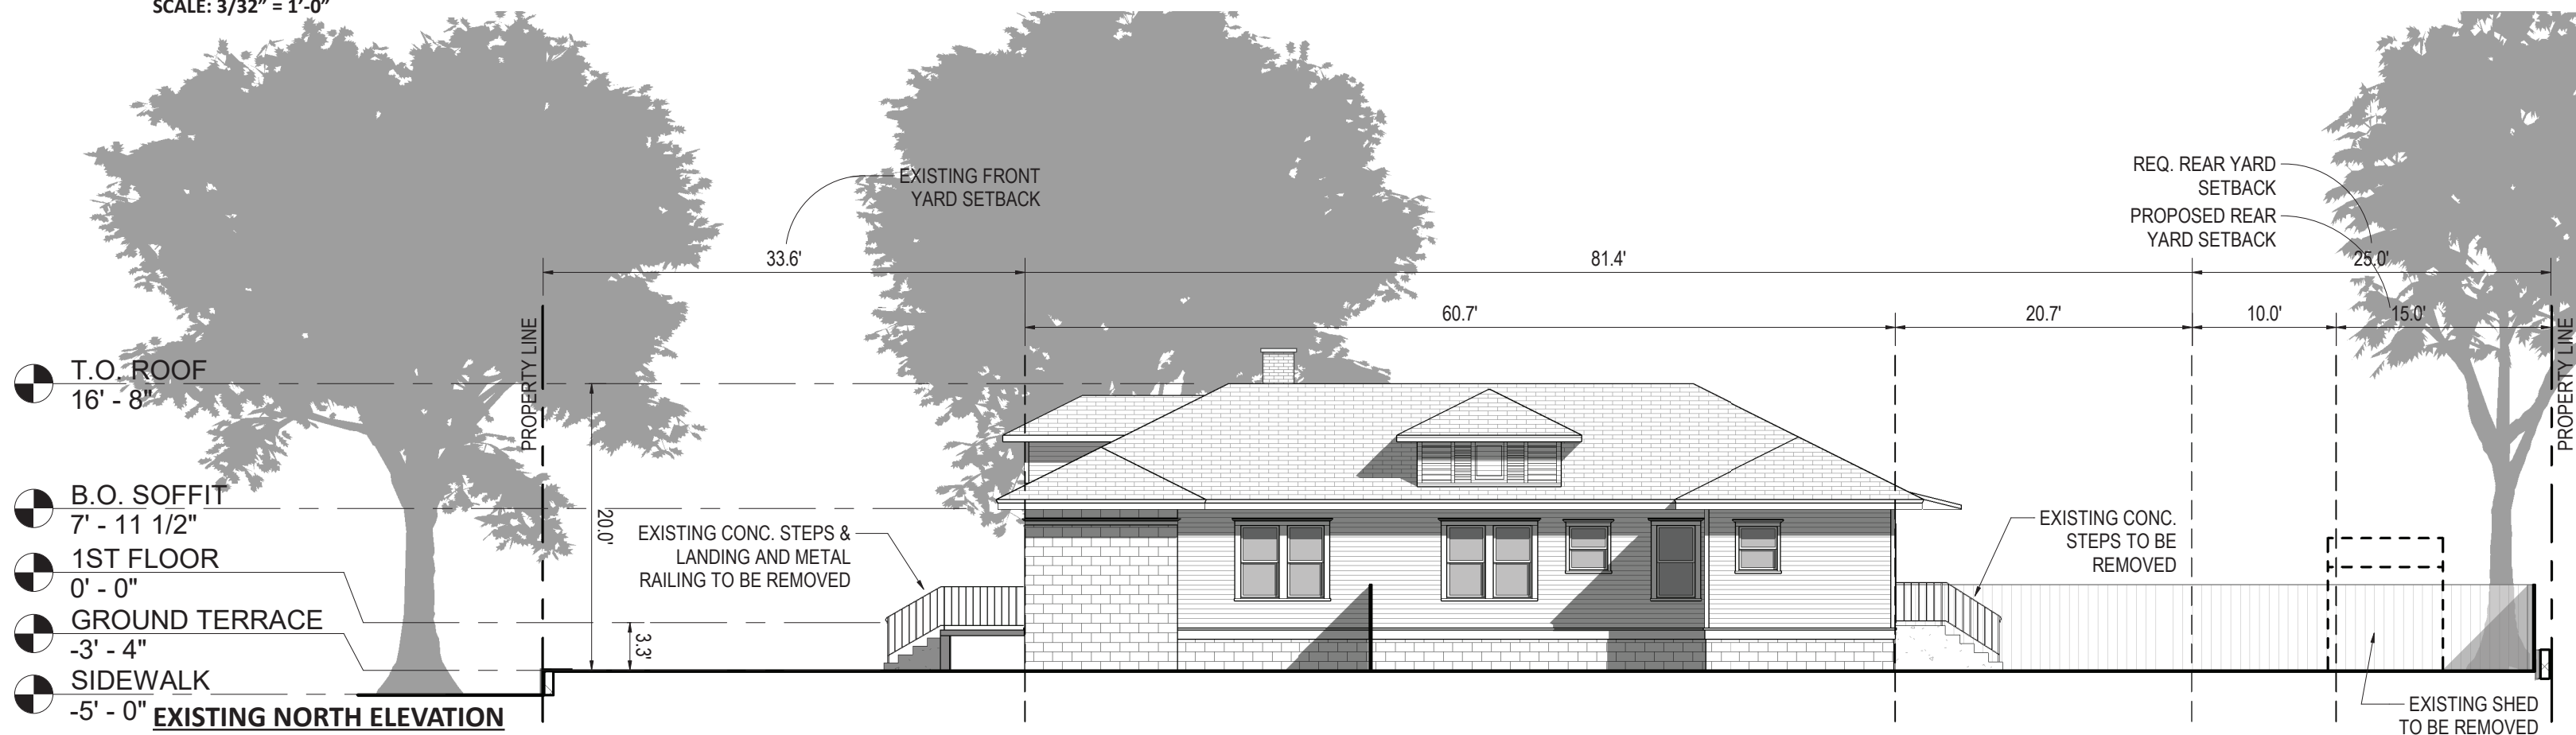 SCALE: 3/32” = 1’-0”
EXISTING FRONT
YARD SETBACK
REQ. REAR YARD
SETBACK
PROPOSED REAR
YARD SETBACK
33.6'
81.4'
25.0'
60.7'
20.7'
10.0'
15.0'
PROPERTY LINE
PROPERTY LINE
T.O. ROOF
16' - 8"
B.O. SOFFIT
7' - 11 1/2"
1ST FLOOR
0' - 0"
GROUND TERRACE
-3' - 4"
SIDEWALK
-5' - 0"
20.0'
3.3'
EXISTING CONC. STEPS &
LANDING AND METAL
RAILING TO BE REMOVED
EXISTING CONC.
STEPS TO BE
REMOVED
EXISTING SHED
TO BE REMOVED
EXISTING NORTH ELEVATION